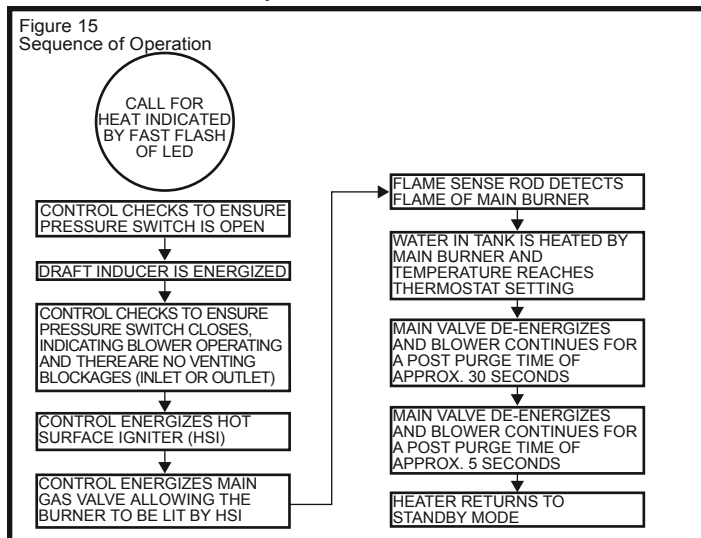 Figure 15
Sequence of Operation
CALL FOR
HEAT INDICATED
BY FAST FLASH
OF LED
CONTROL CHECKS TO ENSURE
PRESSURE SWITCH IS OPEN
DRAFT INDUCER IS ENERGIZED
CONTROL CHECKS TO ENSURE
PRESSURE SWITCH CLOSES,
INDICATING BLOWER OPERATING
AND THEREARE NO VENTING
BLOCKAGES (INLET OR OUTLET)
CONTROL ENERGIZES HOT
SURFACE IGNITER (HSI)
CONTROL ENERGIZES MAIN
GAS VALVE ALLOWING THE
BURNER TO BE LIT BY HSI
FLAME SENSE ROD DETECTS
FLAME OF MAIN BURNER
WATER IN TANK IS HEATED BY
MAIN BURNER AND
TEMPERATURE REACHES
THERMOSTAT SETTING
MAIN VALVE DE-ENERGIZES
AND BLOWER CONTINUES FOR
A POST PURGE TIME OF
APPROX. 30 SECONDS
MAIN VALVE DE-ENERGIZES
AND BLOWER CONTINUES FOR
A POST PURGE TIME OF
APPROX. 5 SECONDS
HEATER RETURNS TO
STANDBY MODE